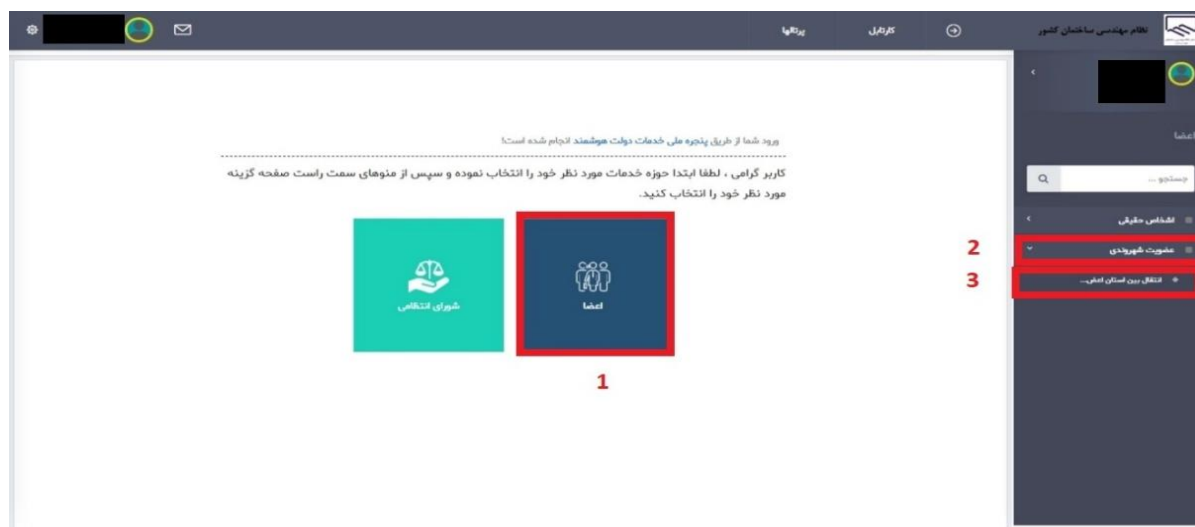 نظام مهندسی ساختمان کشور
کارتابل
پرتالها
اعضا
جستجو ...
اشخاص حقیقی
عضویت شهروندی
2
انتقال بین استان اعض...
3
ورود شما از طریق پنجره ملی خدمات دولت هوشمند انجام شده است!
کاربر گرامی ، لطفا ابتدا حوزه خدمات مورد نظر خود را انتخاب نموده و سپس از منوهای سمت راست صفحه گزینه
مورد نظر خود را انتخاب کنید.
اعضا
شورای انتظامی
1